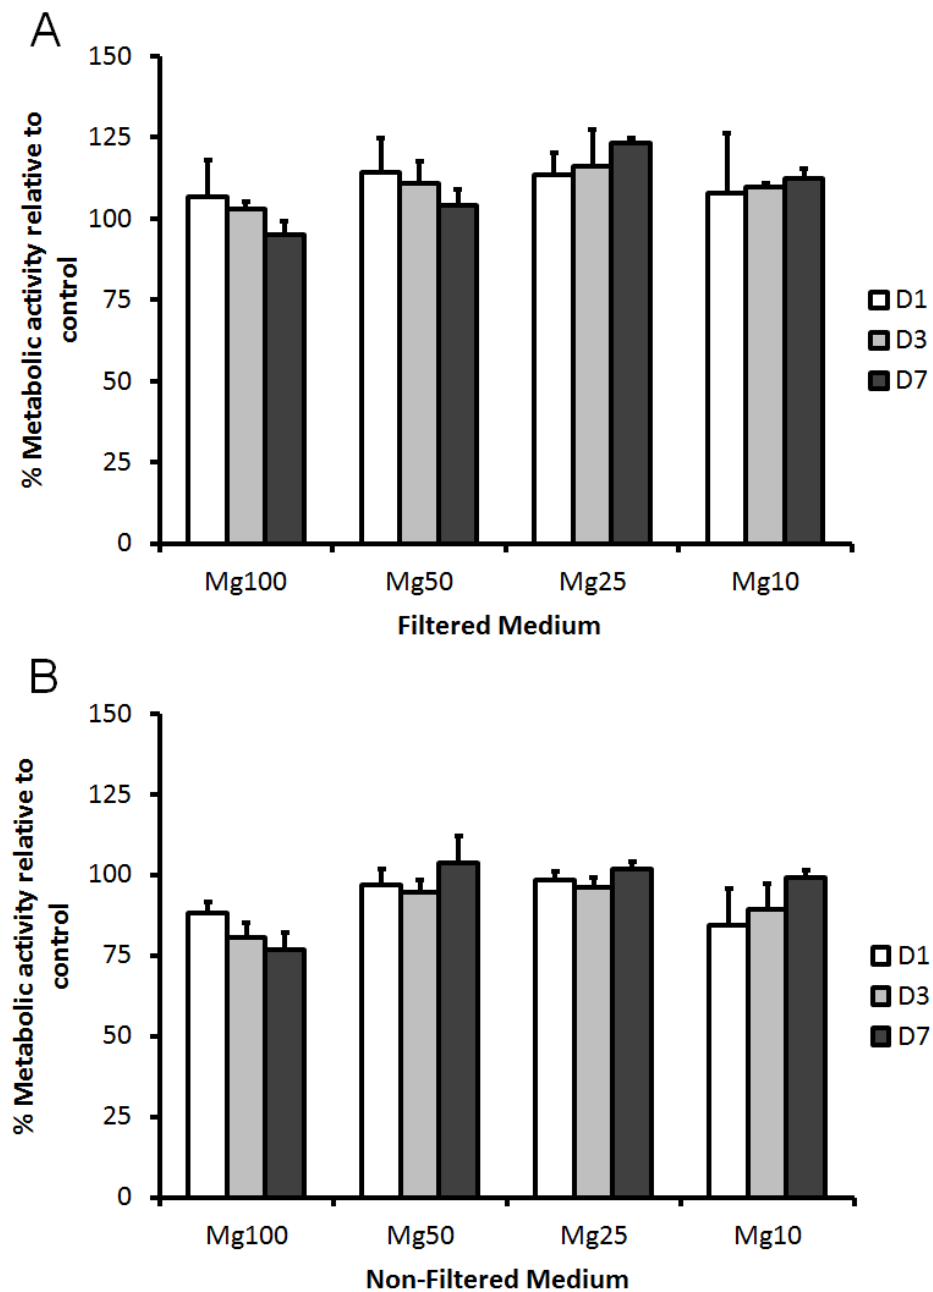 A
% Metabolic activity relative to
control
150
125
100
75
50
25
0
Mg100 Mg50 Mg25 Mg10
Filtered Medium
D1
D3
D7
B
% Metabolic activity relative to
control
150
125
100
75
50
25
0
Mg100 Mg50 Mg25 Mg10
Non-Filtered Medium
D1
D3
D7